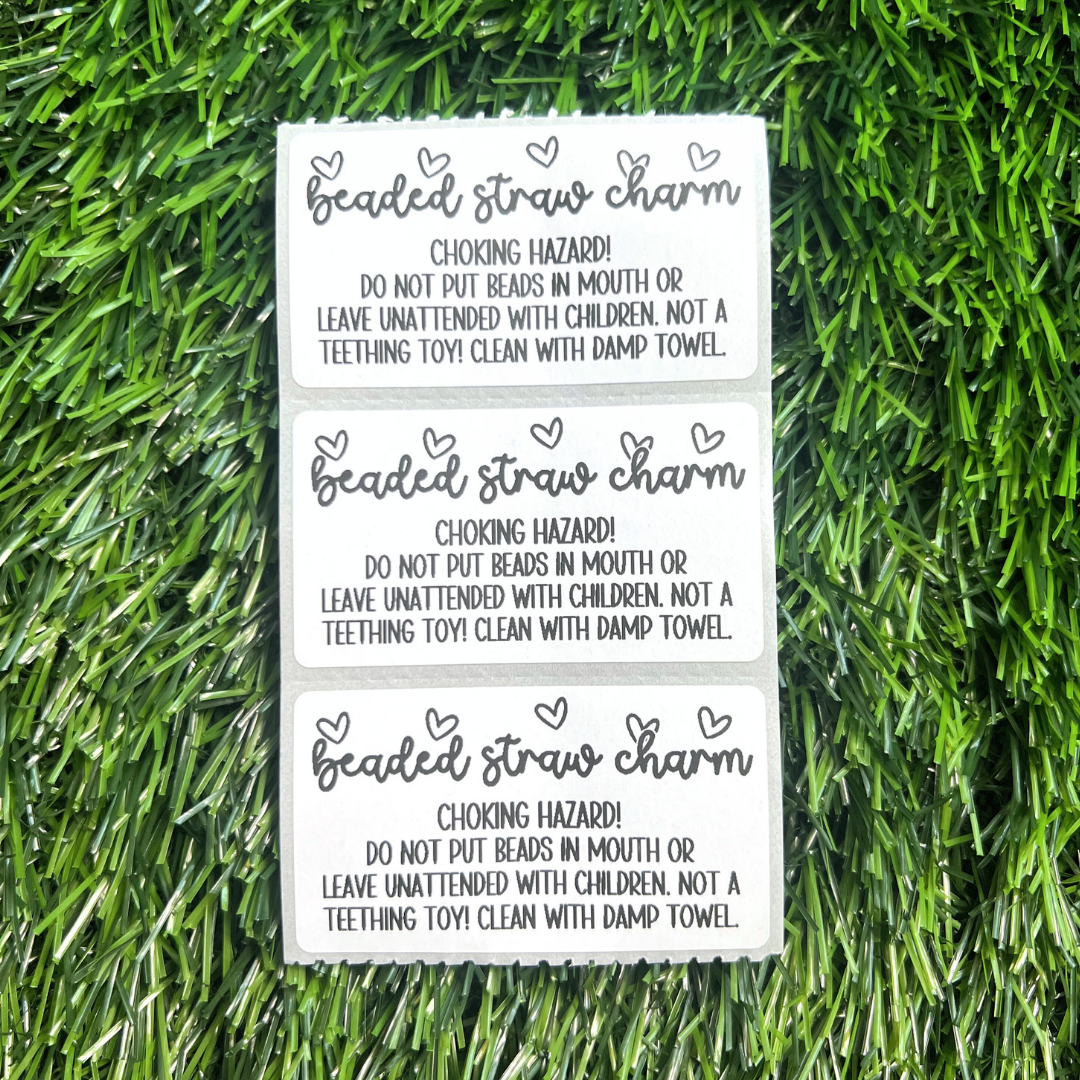 beaded straw charm
CHOKING HAZARD!
DO NOT PUT BEADS IN MOUTH OR
LEAVE UNATTENDED WITH CHILDREN. NOT A
TEETHING TOY! CLEAN WITH DAMP TOWEL.
beaded straw charm
CHOKING HAZARD!
DO NOT PUT BEADS IN MOUTH OR
LEAVE UNATTENDED WITH CHILDREN. NOT A
TEETHING TOY! CLEAN WITH DAMP TOWEL.
beaded straw charm
CHOKING HAZARD!
DO NOT PUT BEADS IN MOUTH OR
LEAVE UNATTENDED WITH CHILDREN. NOT A
TEETHING TOY! CLEAN WITH DAMP TOWEL.